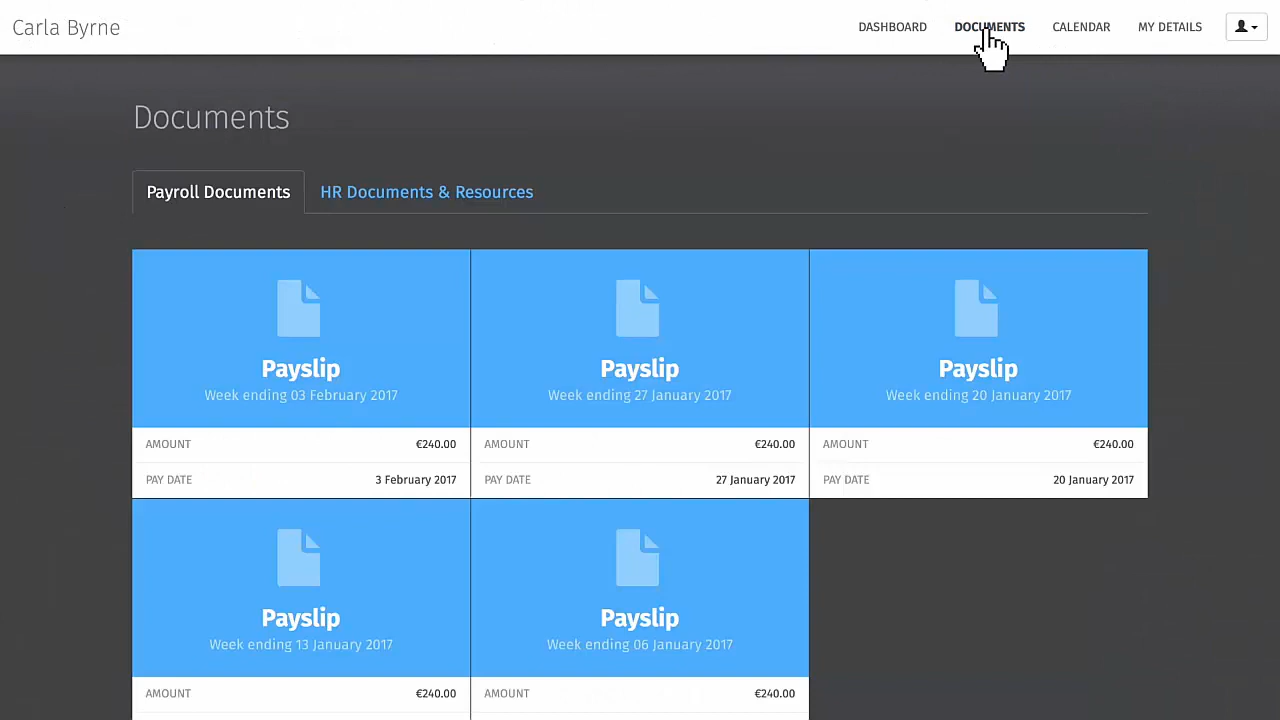 Carla Byrne
DASHBOARD DOCUMENTS CALENDAR MY DETAILS
Documents
Payroll Documents HR Documents & Resources
Payslip Payslip Payslip
Week ending 03 February 2017 Week ending 27 January 2017 Week ending 20 January 2017
AMOUNT €240.00 AMOUNT €240.00 AMOUNT €240.00
PAY DATE 3 February 2017 PAY DATE 27 January 2017 PAY DATE 20 January 2017
Payslip Payslip
Week ending 13 January 2017 Week ending 06 January 2017
AMOUNT €240.00 AMOUNT €240.00